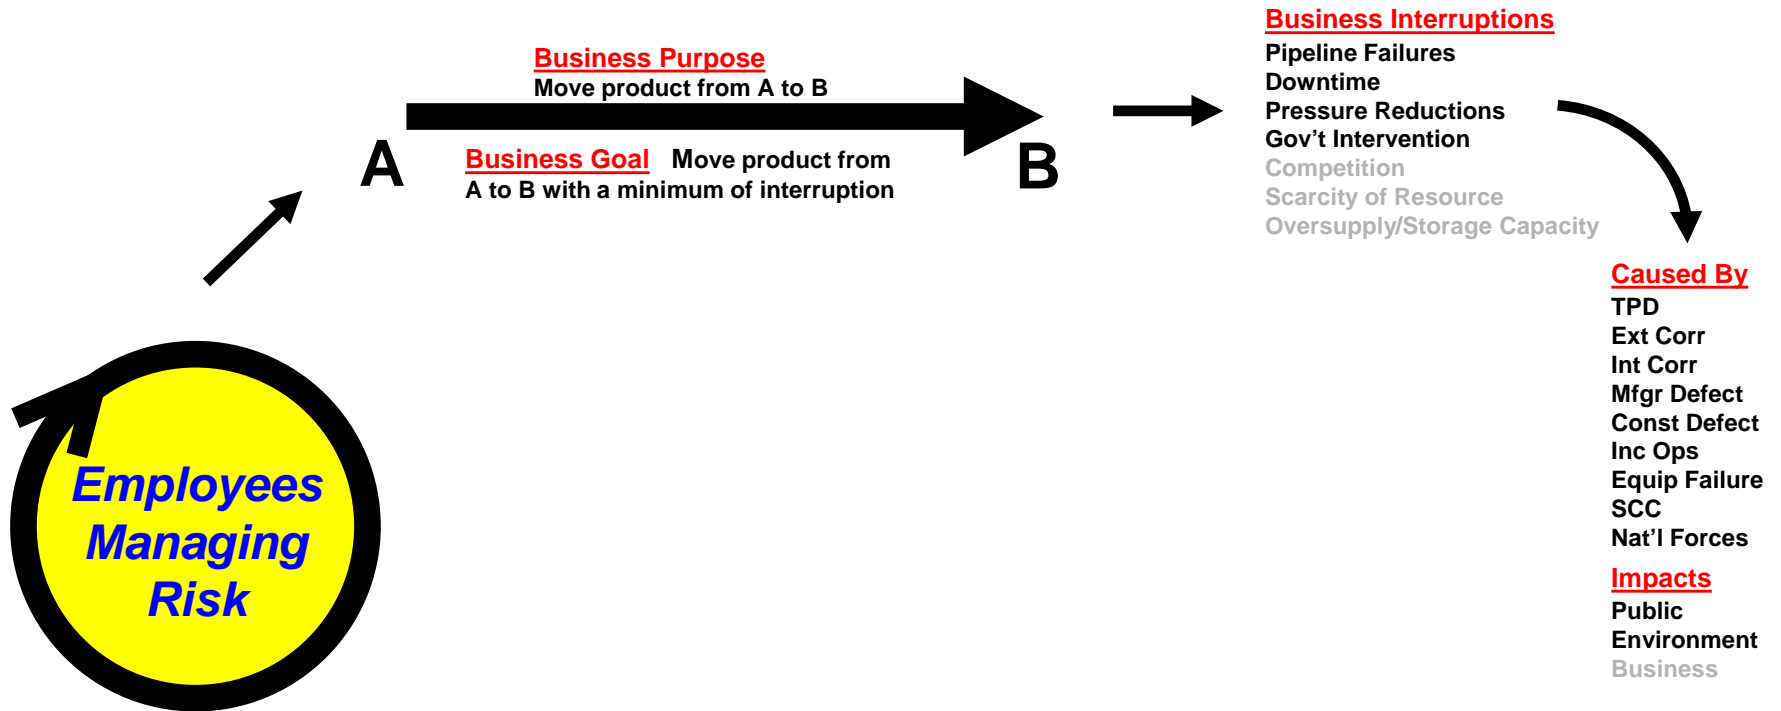 Business Purpose
Move product from A to B
A
Business Goal Move product from
A to B with a minimum of interruption
B
Business Interruptions
Pipeline Failures
Downtime
Pressure Reductions
Gov’t Intervention
Competition
Scarcity of Resource
Oversupply/Storage Capacity
Caused By
TPD
Ext Corr
Int Corr
Mfgr Defect
Const Defect
Inc Ops
Equip Failure
SCC
Nat’l Forces
Impacts
Public
Environment
Business
Employees
Managing
Risk